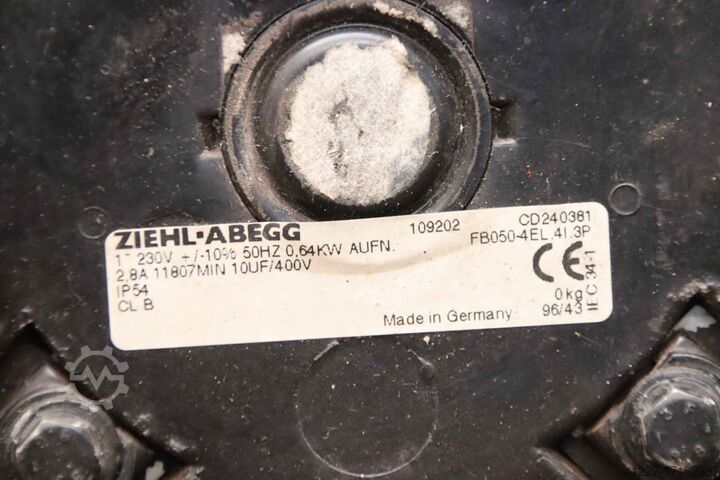 ZIEHL-ABEGG 109202 CD240381
1~ 230V +/-10% 50HZ 0,64KW AUFN. FB050-4EL.4I.3P
2,8A 1180/MIN 10UF/400V
IP54
CL B
CE
0kg
Made in Germany 96/43
IEC 34-1